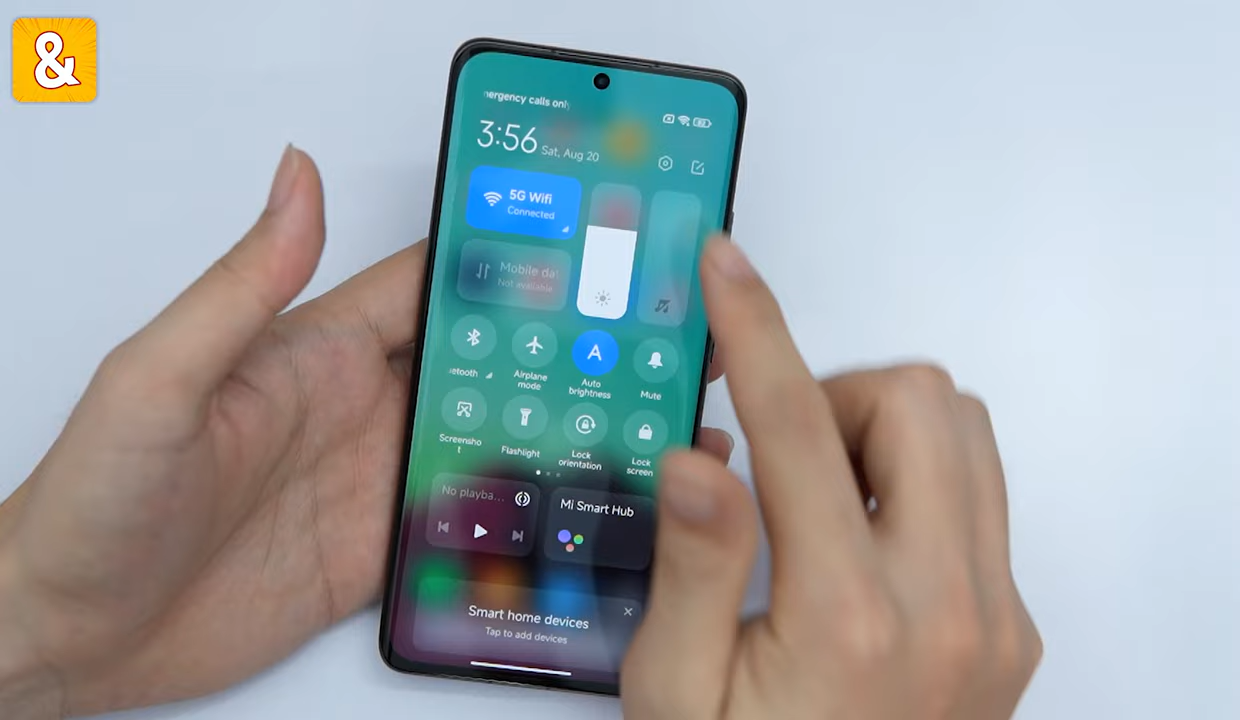 &
nergency calls only
3:56 Sat, Aug 20
5G Wifi
Connected
Mobile da
Not available
etooth
Airplane
mode
A
Auto
brightness
Mute
Screensho
t
Flashlight
Lock
orientation
Lock
screen
No playba...
Mi Smart Hub
Smart home devices
Tap to add devices